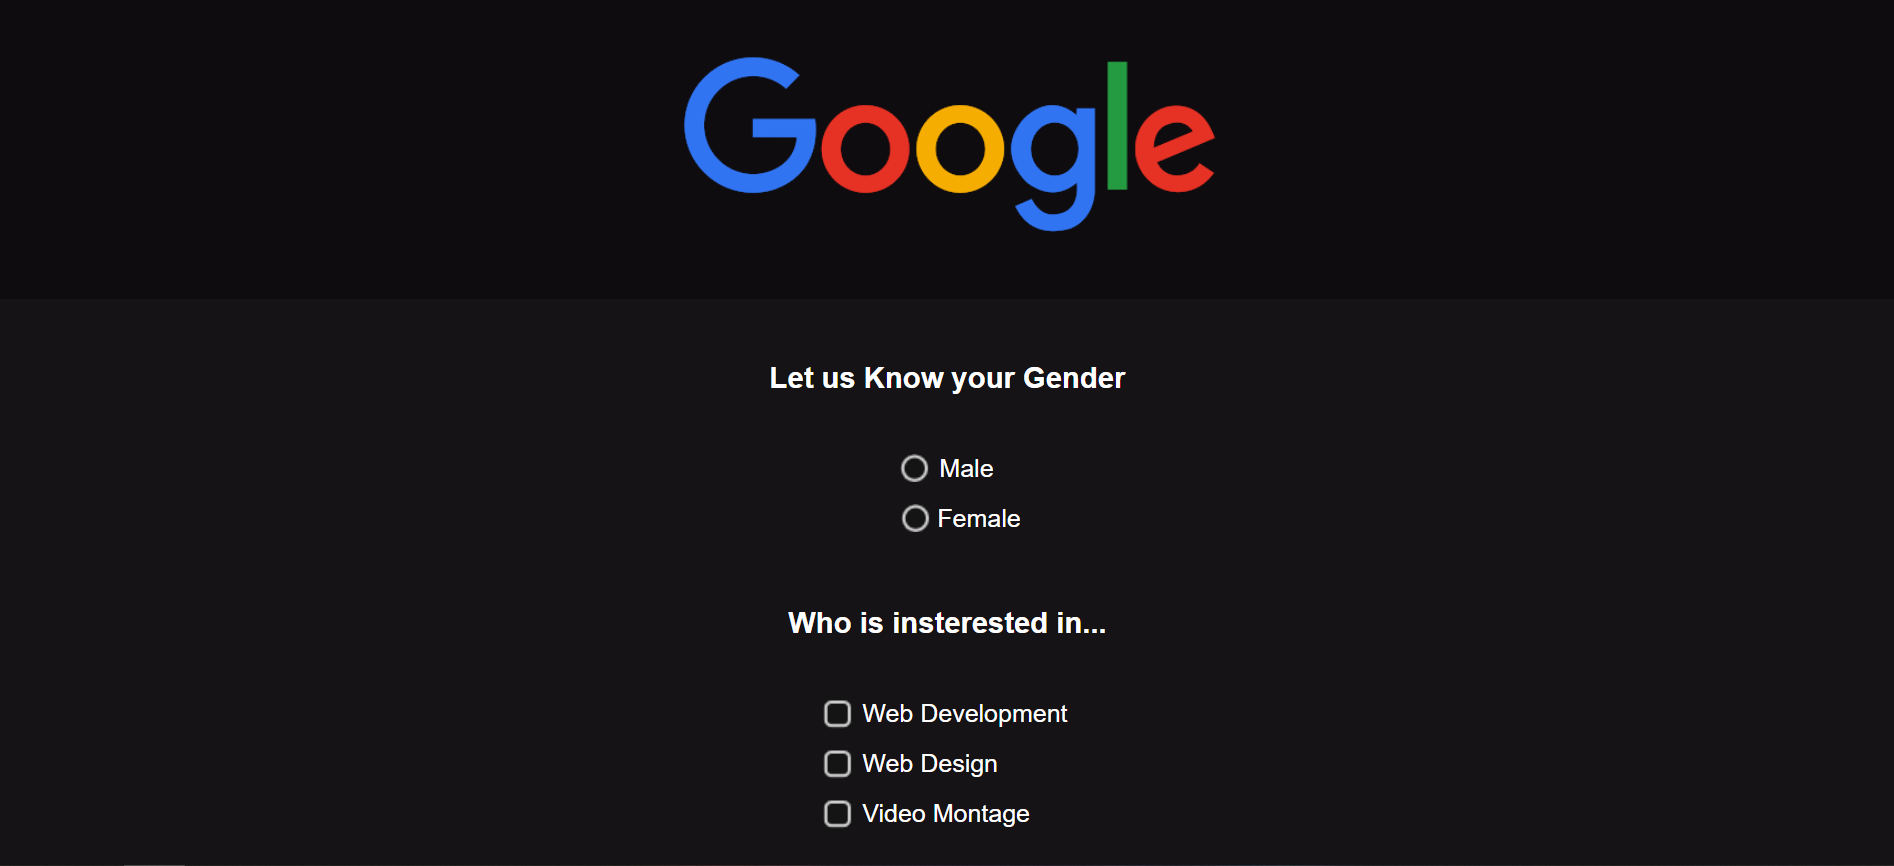 Google
Let us Know your Gender
Male
Female
Who is insterested in...
Web Development
Web Design
Video Montage